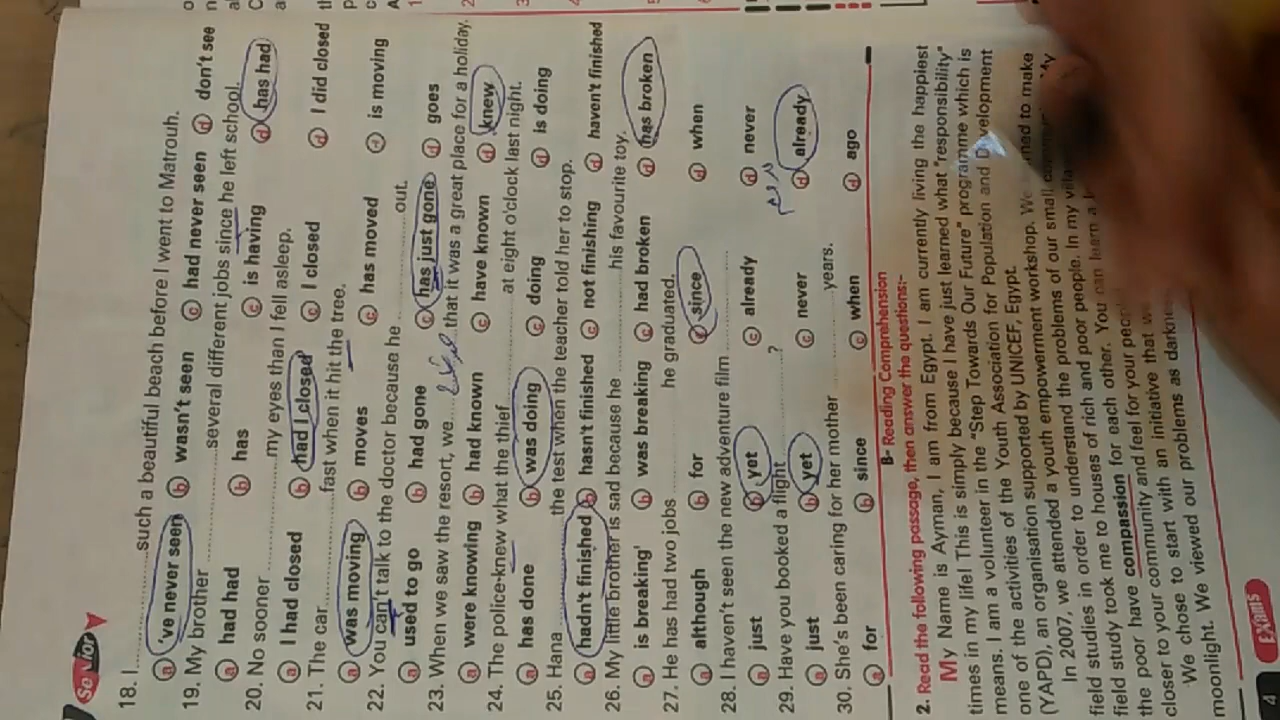 18. I ............ such a beautiful beach before I went to Matrouh.
a 've never seen b wasn't seen c had never seen d don't see
19. My brother ............ several different jobs since he left school.
a had had b has c is having d has had
20. No sooner ............ my eyes than I fell asleep.
a I had closed b had I closed c I closed d I did closed
21. The car ............ fast when it hit the tree.
a was moving b moves c has moved d is moving
22. You can't talk to the doctor because he ............ out.
a used to go b had gone c has just gone d goes
23. When we saw the resort, we ............ that it was a great place for a holiday.
a were knowing b had known c have known d knew
24. The police knew what the thief ............ at eight o'clock last night.
a has done b was doing c doing d is doing
25. Hana ............ the test when the teacher told her to stop.
a hadn't finished b hasn't finished c not finishing d haven't finished
26. My little brother is sad because he ............ his favourite toy.
a is breaking b was breaking c had broken d has broken
27. He has had two jobs ............ he graduated.
a although b for c since d when
28. I haven't seen the new adventure film ............
a just b yet c already d never
29. Have you booked a flight ............ ?
a just b yet c never d already
30. She's been caring for her mother ............ years.
a for b since c when d ago
B- Reading Comprehension
2. Read the following passage, then answer the questions:-
My Name is Ayman, I am from Egypt. I am currently living the happiest
times in my life! This is simply because I have just learned what "responsibility"
means. I am a volunteer in the "Step Towards Our Future" programme which is
one of the activities of the Youth Association for Population and Development
(YAPD), an organisation supported by UNICEF, Egypt.
In 2007, we attended a youth empowerment workshop. We to make
field studies in order to understand the problems of our small My
field study took me to houses of rich and poor people. In my
the poor have compassion for each other. You can learn a
closer to your community and feel for your
We chose to start with an initiative that
moonlight. We viewed our problems as
4
Exams